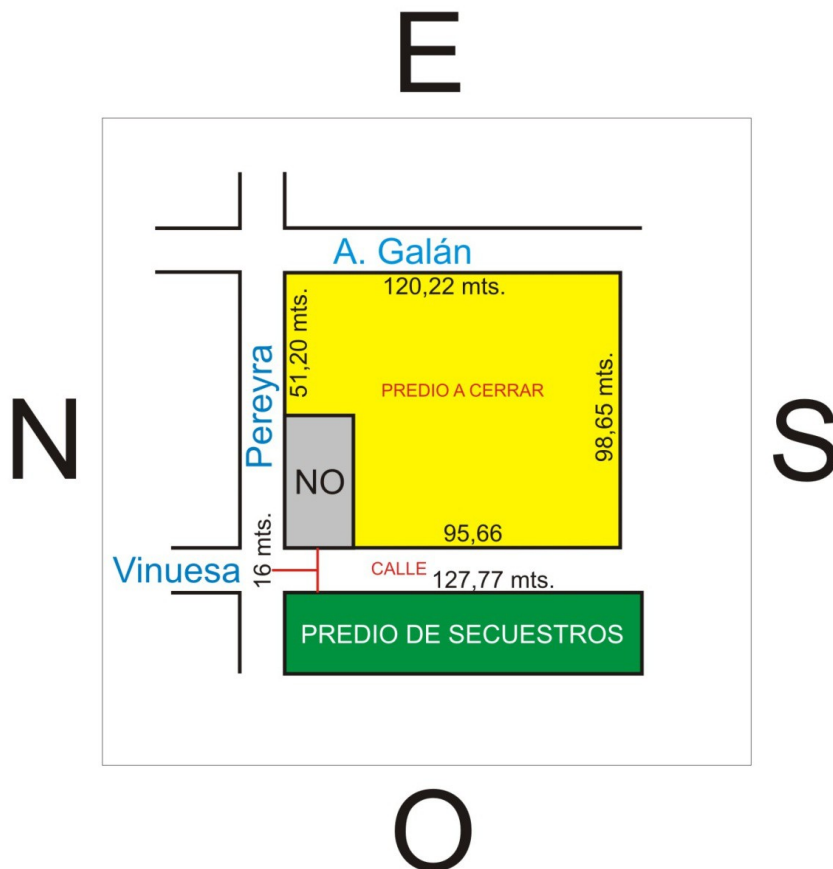 E
A. Galán
120,22 mts.
51,20 mts.
Pereyra
PREDIO A CERRAR
98,65 mts.
N
S
NO
95,66
16 mts.
Vinuesa
CALLE
127,77 mts.
PREDIO DE SECUESTROS
O